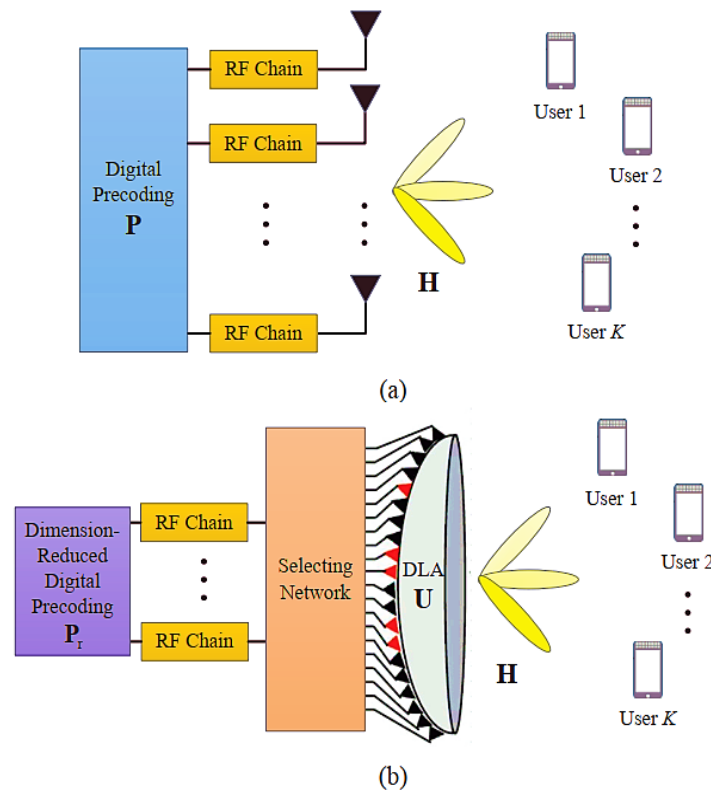 RF Chain
RF Chain
Digital
Precoding
P
RF Chain
H
User 1
User 2
User K
(a)
Dimension-
Reduced
Digital
Precoding
Pr
RF Chain
RF Chain
Selecting
Network
DLA
U
H
User 1
User 2
User K
(b)